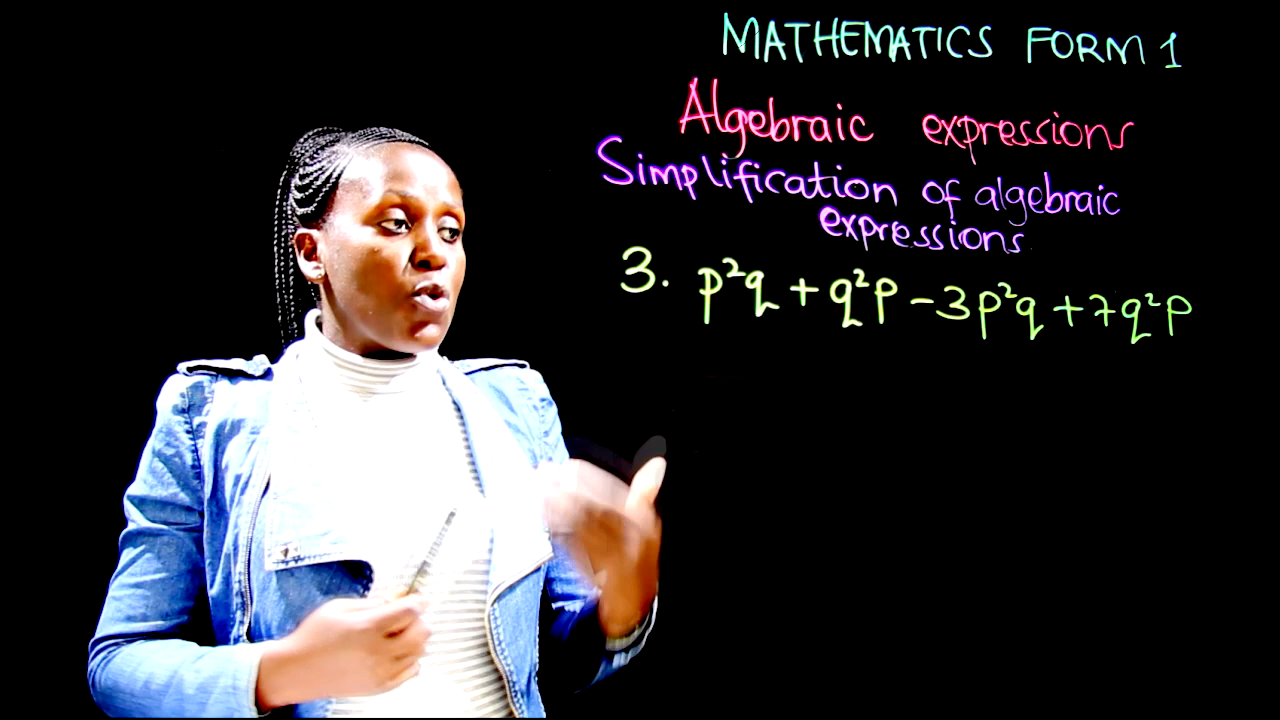 MATHEMATICS FORM 1
Algebraic expressions
Simplification of algebraic
expressions
3. p²q + q²p - 3p²q + 7q²p